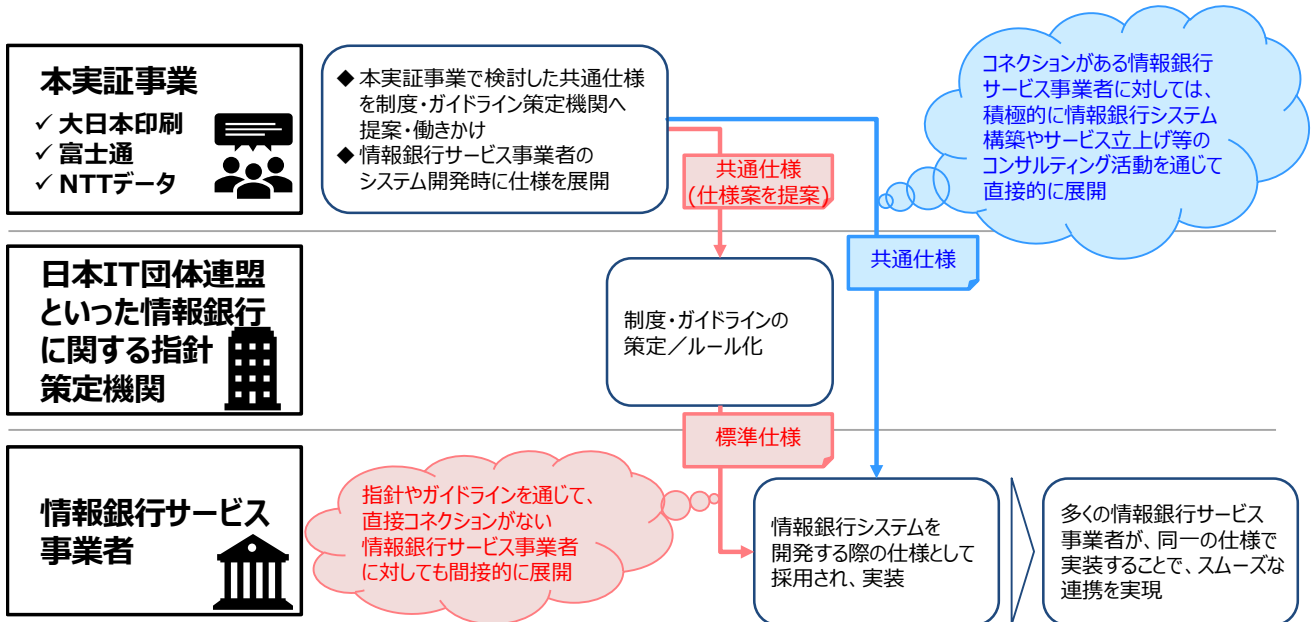 本実証事業
✓ 大日本印刷
✓ 富士通
✓ NTTデータ
◆ 本実証事業で検討した共通仕様
を制度・ガイドライン策定機関へ
提案・働きかけ
◆ 情報銀行サービス事業者の
システム開発時に仕様を展開
共通仕様
(仕様案を提案)
コネクションがある情報銀行
サービス事業者に対しては、
積極的に情報銀行システム
構築やサービス立上げ等の
コンサルティング活動を通じて
直接的に展開
日本IT団体連盟
といった情報銀行
に関する指針
策定機関
制度・ガイドラインの
策定／ルール化
共通仕様
標準仕様
情報銀行サービス
事業者
指針やガイドラインを通じて、
直接コネクションがない
情報銀行サービス事業者
に対しても間接的に展開
情報銀行システムを
開発する際の仕様として
採用され、実装
多くの情報銀行サービス
事業者が、同一の仕様で
実装することで、スムーズな
連携を実現